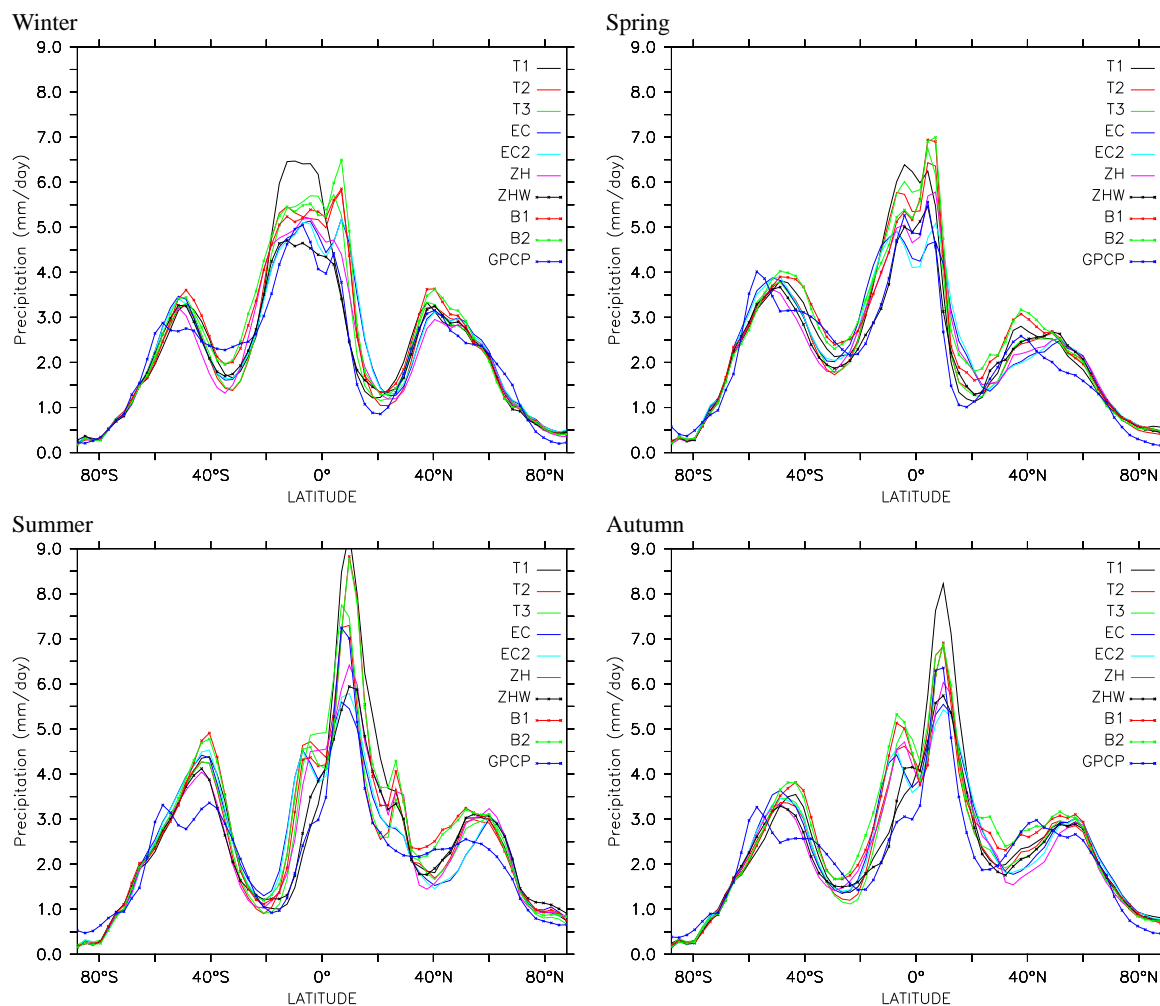 Winter
Spring
9.0
8.0
7.0
6.0
5.0
4.0
3.0
2.0
1.0
0.0
Precipitation (mm/day)
T1
T2
T3
EC
EC2
ZH
ZHW
B1
B2
GPCP
80°S
40°S
0°
40°N
80°N
LATITUDE
9.0
8.0
7.0
6.0
5.0
4.0
3.0
2.0
1.0
0.0
Precipitation (mm/day)
T1
T2
T3
EC
EC2
ZH
ZHW
B1
B2
GPCP
80°S
40°S
0°
40°N
80°N
LATITUDE
Summer
Autumn
9.0
8.0
7.0
6.0
5.0
4.0
3.0
2.0
1.0
0.0
Precipitation (mm/day)
T1
T2
T3
EC
EC2
ZH
ZHW
B1
B2
GPCP
80°S
40°S
0°
40°N
80°N
LATITUDE
9.0
8.0
7.0
6.0
5.0
4.0
3.0
2.0
1.0
0.0
Precipitation (mm/day)
T1
T2
T3
EC
EC2
ZH
ZHW
B1
B2
GPCP
80°S
40°S
0°
40°N
80°N
LATITUDE